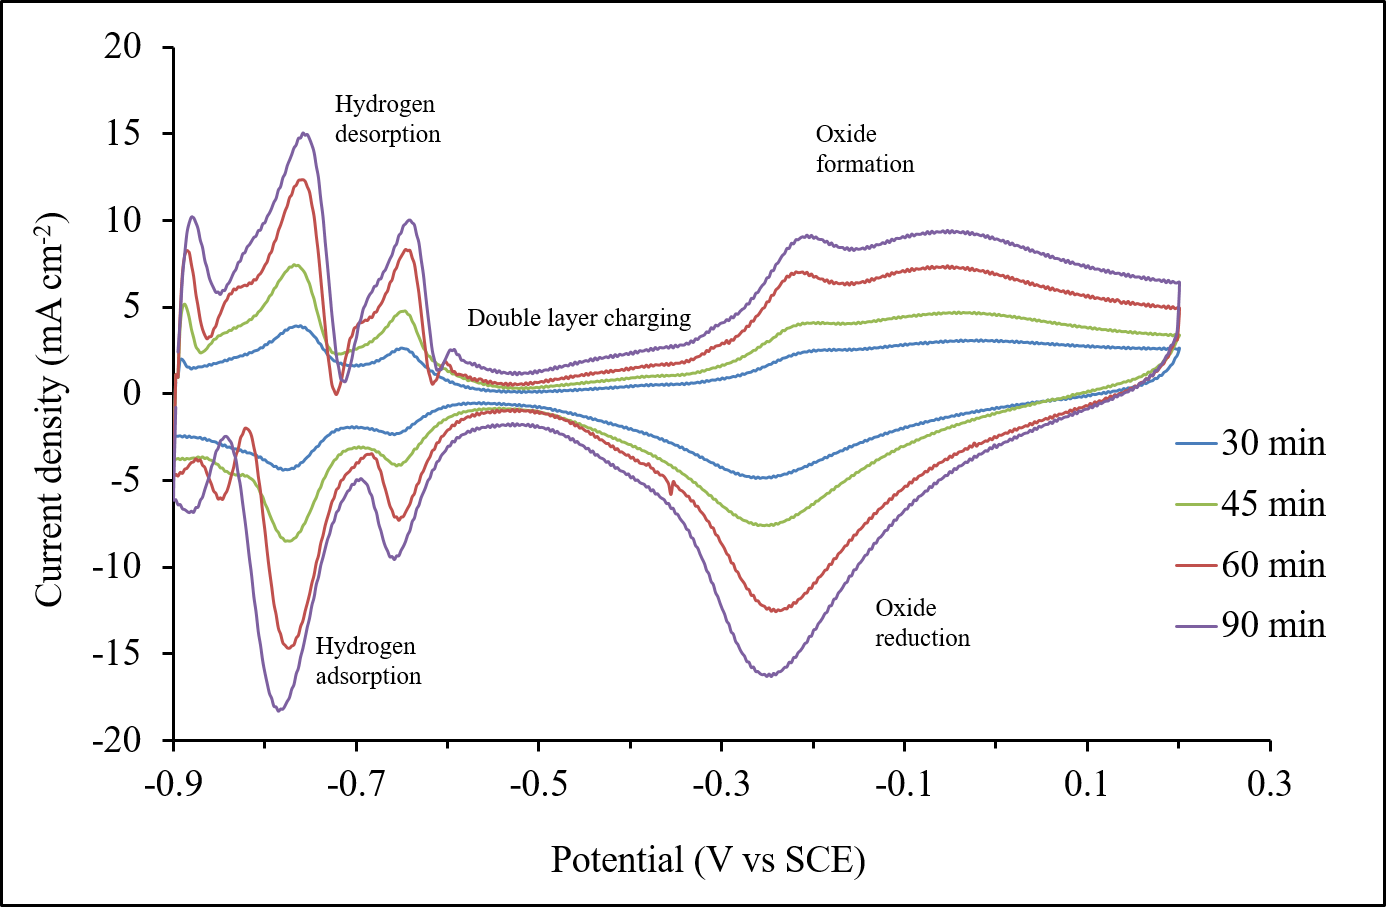 20
15
10
5
0
-5
-10
-15
-20
Current density (mA cm-2)
Hydrogen
desorption
Oxide
formation
Double layer charging
Hydrogen
adsorption
Oxide
reduction
30 min
45 min
60 min
90 min
-0.9
-0.7
-0.5
-0.3
-0.1
0.1
0.3
Potential (V vs SCE)